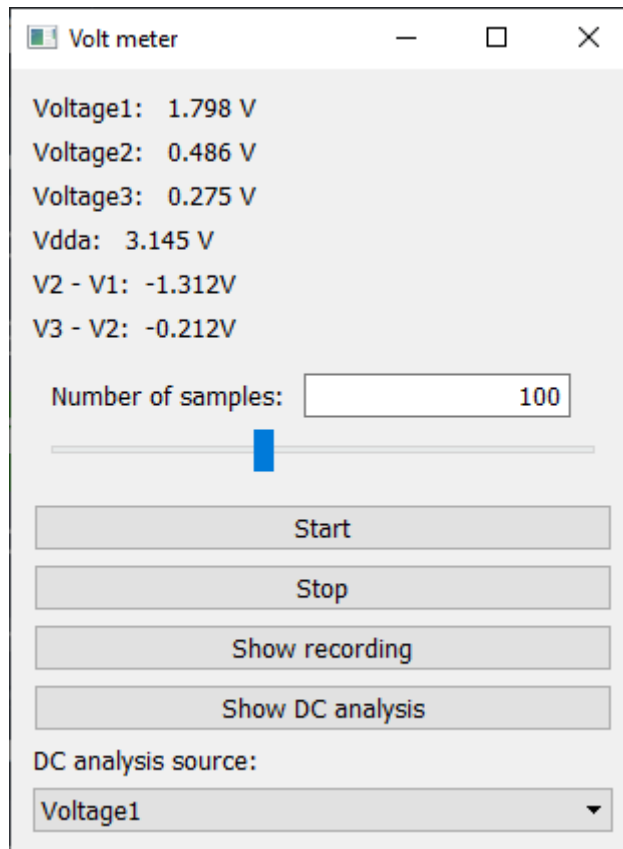 Volt meter
Voltage1: 1.798 V
Voltage2: 0.486 V
Voltage3: 0.275 V
Vdda: 3.145 V
V2 - V1: -1.312V
V3 - V2: -0.212V
Number of samples: 100
Start
Stop
Show recording
Show DC analysis
DC analysis source:
Voltage1